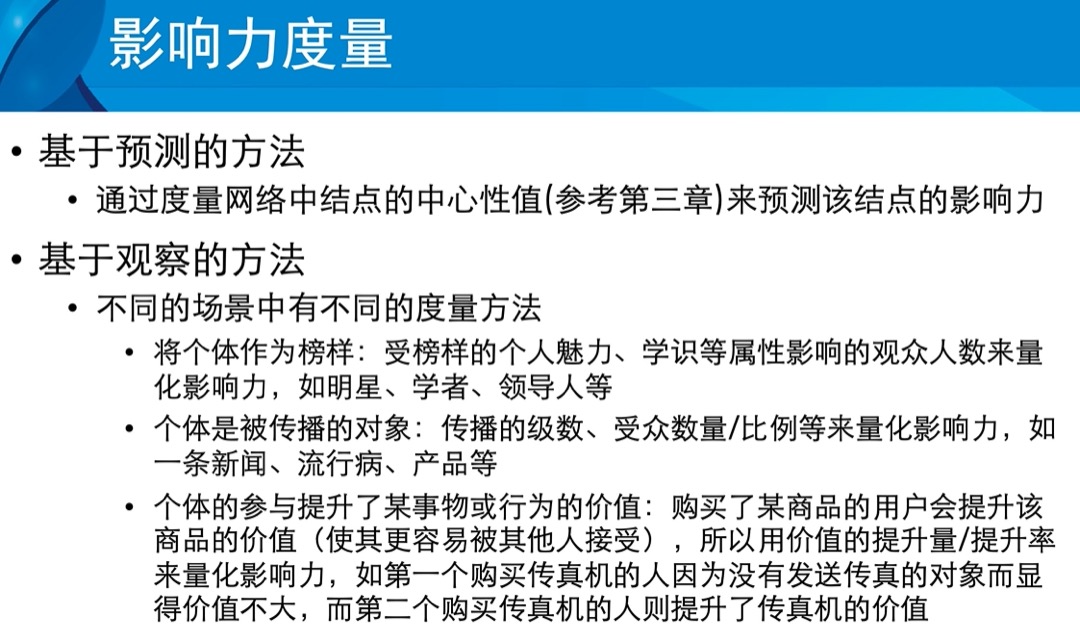 影响力度量
• 基于预测的方法
• 通过度量网络中结点的中心性值(参考第三章)来预测该结点的影响力
• 基于观察的方法
• 不同的场景中有不同的度量方法
• 将个体作为榜样：受榜样的个人魅力、学识等属性影响的观众人数来量
化影响力，如明星、学者、领导人等
• 个体是被传播的对象：传播的级数、受众数量/比例等来量化影响力，如
一条新闻、流行病、产品等
• 个体的参与提升了某事物或行为的价值：购买了某商品的用户会提升该
商品的价值（使其更容易被其他人接受），所以用价值的提升量/提升率
来量化影响力，如第一个购买传真机的人因为没有发送传真的对象而显
得价值不大，而第二个购买传真机的人则提升了传真机的价值